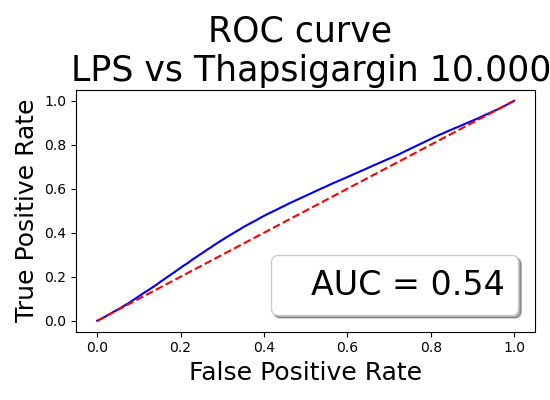 ROC curve
LPS vs Thapsigargin 10.000
True Positive Rate
1.0
0.8
0.6
0.4
0.2
0.0
AUC = 0.54
0.0 0.2 0.4 0.6 0.8 1.0
False Positive Rate